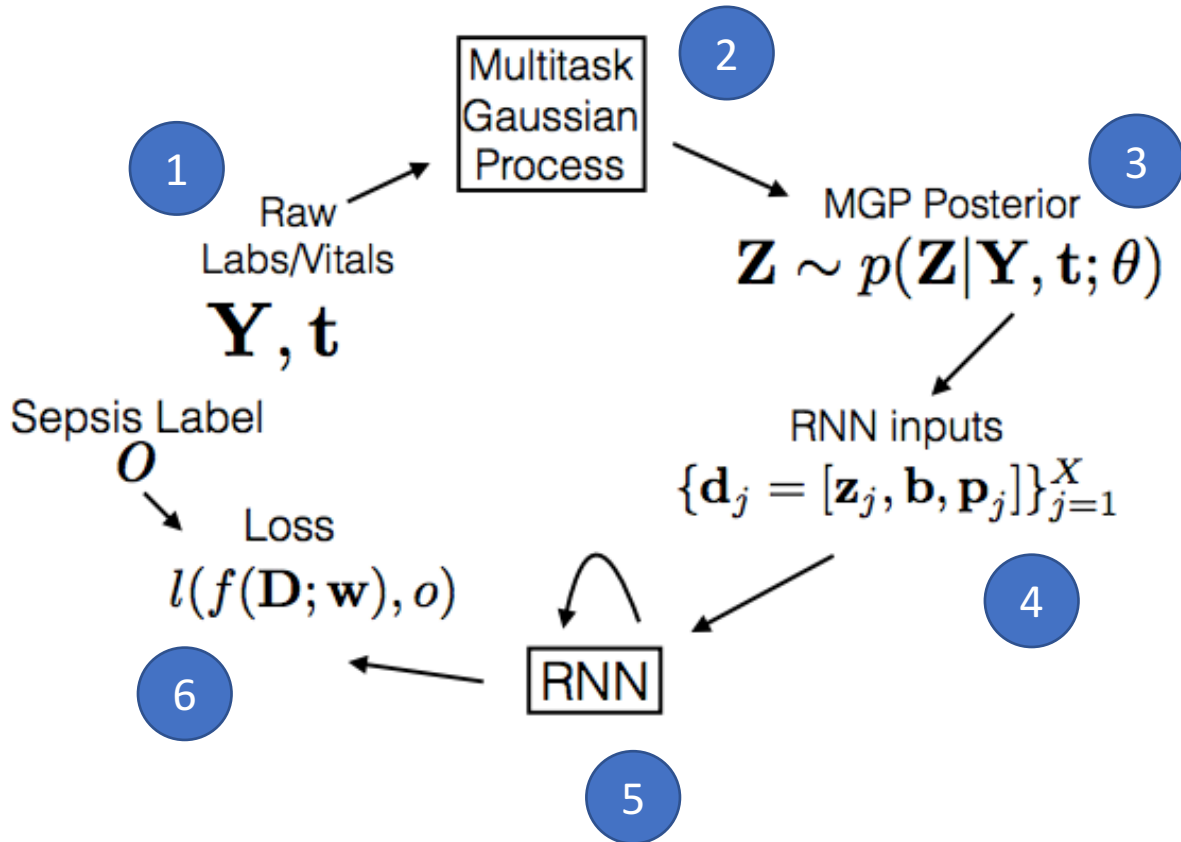 1
Raw
Labs/Vitals
Y, t
2
Multitask
Gaussian
Process
3
MGP Posterior
Z ∼ p(Z|Y, t; θ)
RNN inputs
{d_j = [z_j, b, p_j]}_{j=1}^X
4
RNN
5
Sepsis Label
o
Loss
l(f(D; w), o)
6